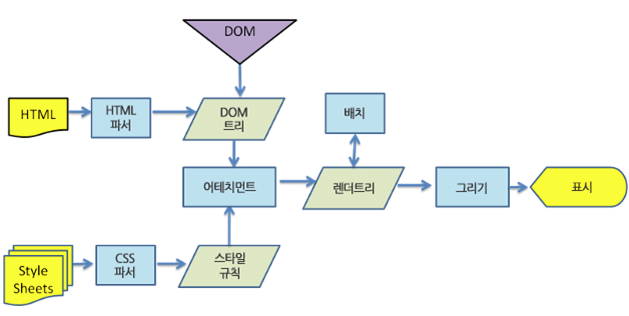 DOM
HTML
HTML
파서
DOM
트리
배치
어테치먼트
렌더트리
그리기
표시
Style
Sheets
CSS
파서
스타일
규칙